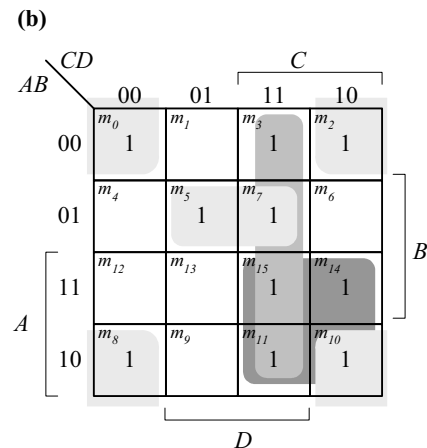 (b)
CD
C
AB
00 01 11 10
m0 m1 m3 m2
00 1 1 1
m4 m5 m7 m6
01 1 1
B
m12 m13 m15 m14
11 1 1
A
m8 m9 m11 m10
10 1 1 1
D